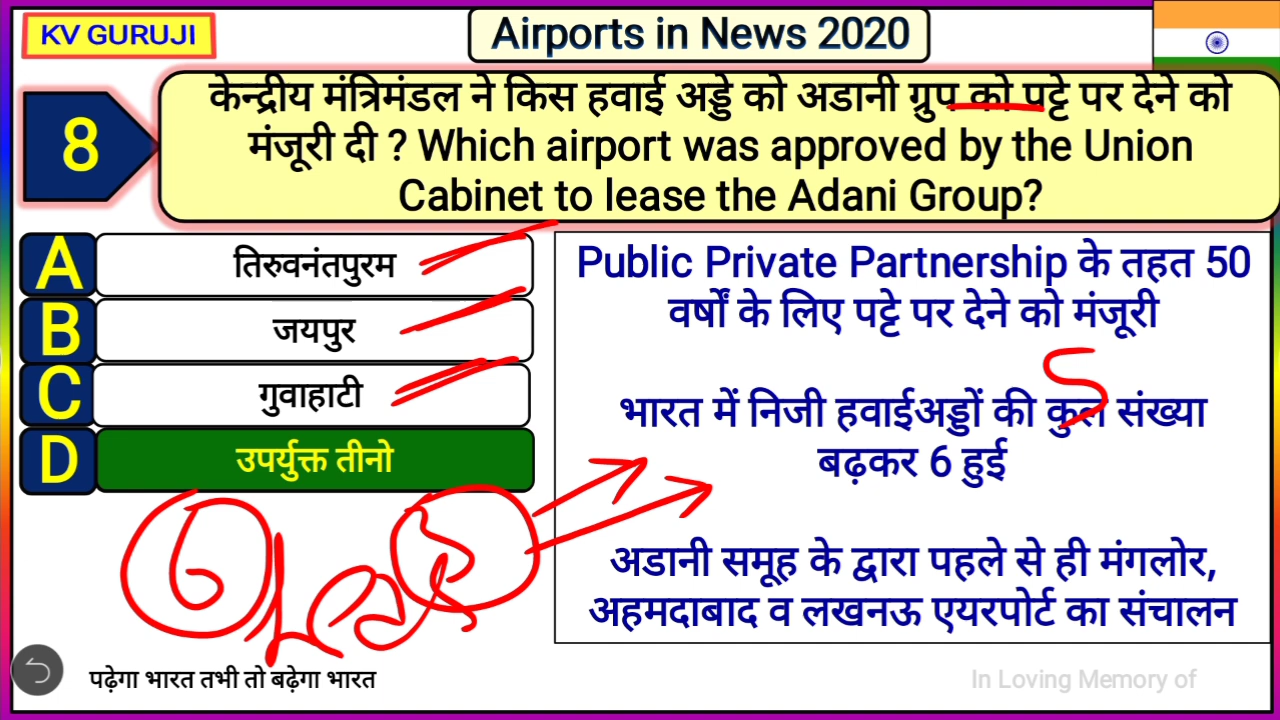 KV GURUJI
Airports in News 2020
8
केन्द्रीय मंत्रिमंडल ने किस हवाई अड्डे को अडानी ग्रुप को पट्टे पर देने को
मंजूरी दी ? Which airport was approved by the Union
Cabinet to lease the Adani Group?
A तिरुवनंतपुरम
B जयपुर
C गुवाहाटी
D उपर्युक्त तीनो
Public Private Partnership के तहत 50
वर्षों के लिए पट्टे पर देने को मंजूरी
भारत में निजी हवाईअड्डों की कुल संख्या
बढ़कर 6 हुई
अडानी समूह के द्वारा पहले से ही मंगलोर,
अहमदाबाद व लखनऊ एयरपोर्ट का संचालन
पढ़ेगा भारत तभी तो बढ़ेगा भारत
In Loving Memory of